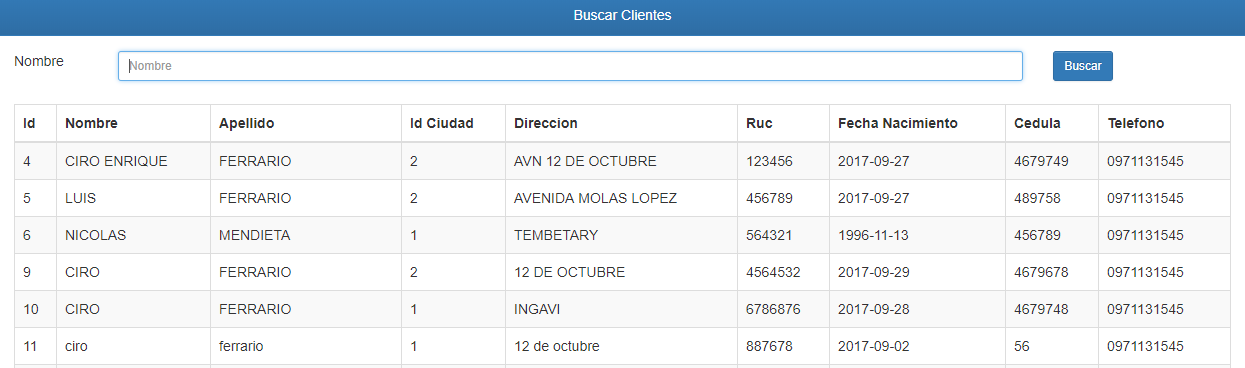 Buscar Clientes
Nombre Nombre Buscar
Id Nombre Apellido Id Ciudad Direccion Ruc Fecha Nacimiento Cedula Telefono
4 CIRO ENRIQUE FERRARIO 2 AVN 12 DE OCTUBRE 123456 2017-09-27 4679749 0971131545
5 LUIS FERRARIO 2 AVENIDA MOLAS LOPEZ 456789 2017-09-27 489758 0971131545
6 NICOLAS MENDIETA 1 TEMBETARY 564321 1996-11-13 456789 0971131545
9 CIRO FERRARIO 2 12 DE OCTUBRE 4564532 2017-09-29 4679678 0971131545
10 CIRO FERRARIO 1 INGAVI 6786876 2017-09-28 4679748 0971131545
11 ciro ferrario 1 12 de octubre 887678 2017-09-02 56 0971131545